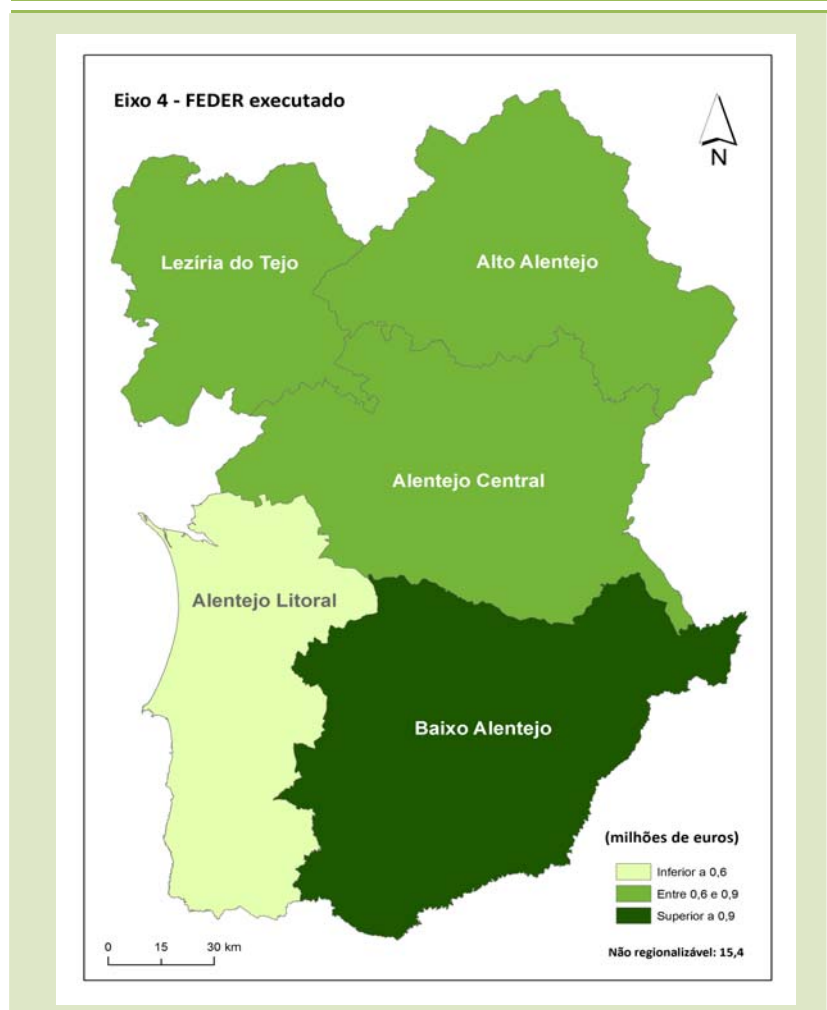 Eixo 4 - FEDER executado
N
Lezíria do Tejo
Alto Alentejo
Alentejo Central
Alentejo Litoral
Baixo Alentejo
(milhões de euros)
Inferior a 0,6
Entre 0,6 e 0,9
Superior a 0,9
0 15 30 km
Não regionalizável: 15,4